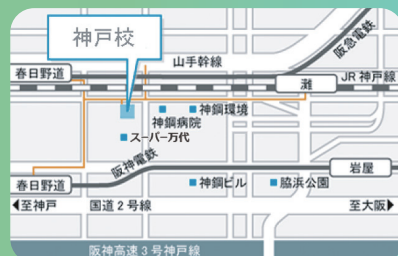 神戸校
阪急電鉄
山手幹線
春日野道
灘
JR神戸線
神鋼環境
神鋼病院
スーパー万代
阪神電鉄
岩屋
春日野道
神鋼ビル
脇浜公園
◀至神戸
国道2号線
至大阪▶
阪神高速3号神戸線